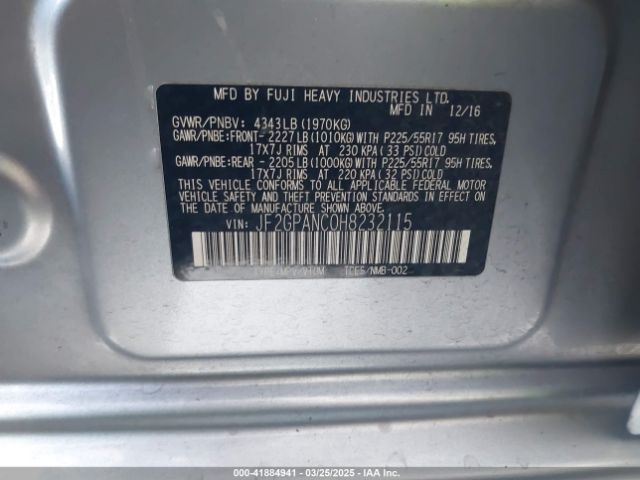 MFD BY FUJI HEAVY INDUSTRIES LTD.
MFD IN 12/16
GVWR/PNBV: 4343LB (1970KG)
GAWR/PNBE:FRONT- 2227LB(1010KG)WITH P225/55R17 95H TIRES,
17X7J RIMS AT 230 KPA(33 PSI)COLD
GAWR/PNBE:REAR - 2205LB(1000KG)WITH P225/55R17 95H TIRES,
17X7J RIMS AT 220 KPA(32 PSI)COLD
THIS VEHICLE CONFORMS TO ALL APPLICABLE FEDERAL MOTOR
VEHICLE SAFETY AND THEFT PREVENTION STANDARDS IN EFFECT
ON THE DATE OF MANUFACTURE SHOWN ABOVE.
VIN: JF2GPANC0H8232115
000-41884941 — 03/25/2025 — IAA Inc.